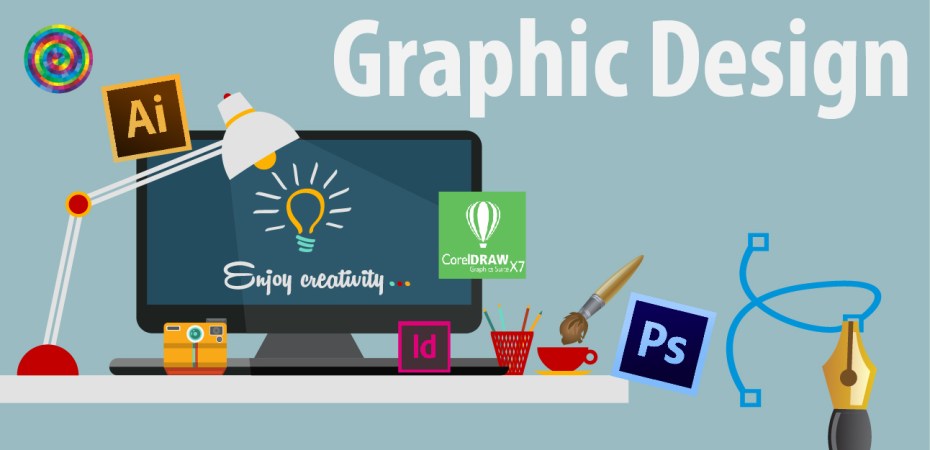 Graphic Design
Ai
CorelDRAW
Graphics Suite X7
Enjoy creativity...
Id
Ps